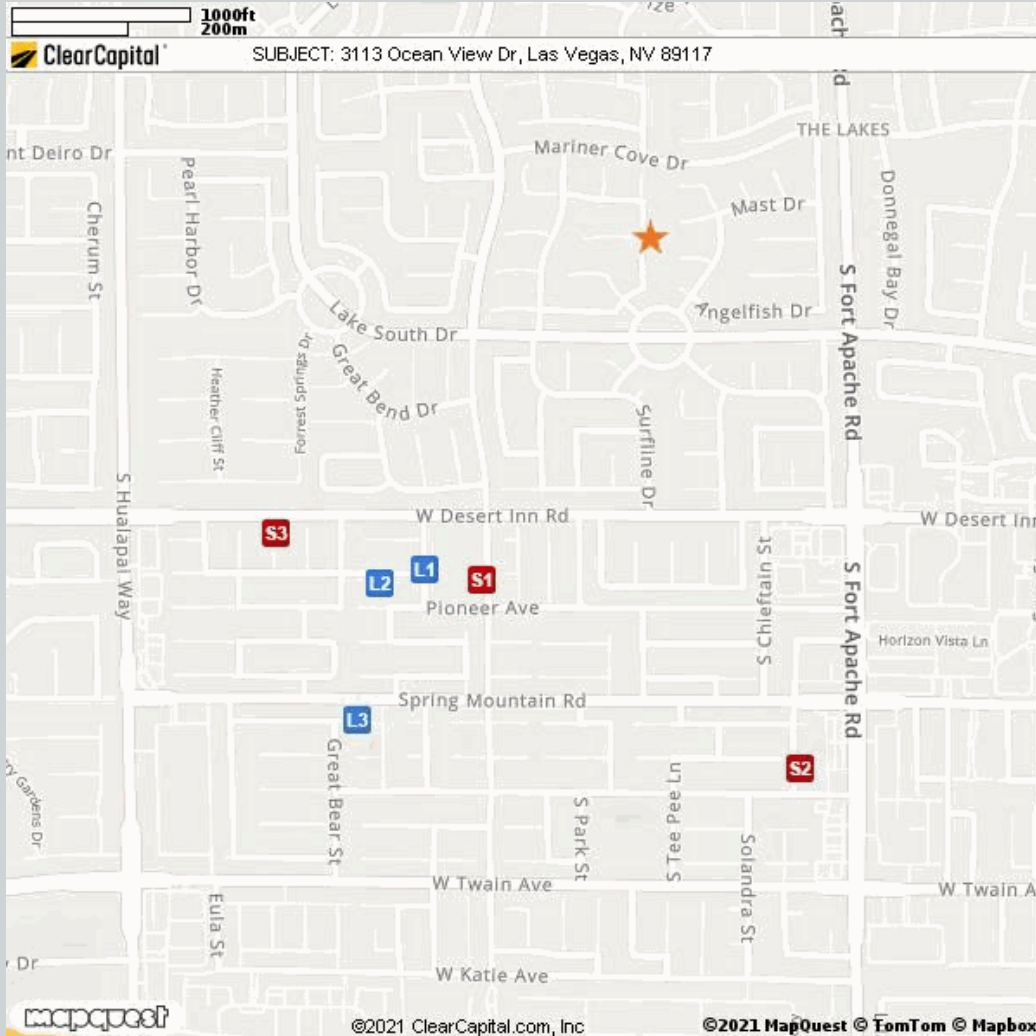 1000ft
200m
ClearCapital
SUBJECT: 3113 Ocean View Dr, Las Vegas, NV 89117
THE LAKES
nt Deiro Dr
Mariner Cove Dr
Pearl Harbor Dr
Cherum St
Mast Dr
Donnegal Bay Dr
S Fort Apache Rd
Angelfish Dr
Lake South Dr
Forrest Springs Dr
Great Bend Dr
Heather Cliff St
Surfline Dr
S Hualapai Way
W Desert Inn Rd
W Desert Inn
S3
L1
L2
S1
Pioneer Ave
S Chieftain St
S Fort Apache Rd
Horizon Vista Ln
Spring Mountain Rd
L3
Great Bear St
S2
ry Gardens Dr
S Tee Pee Ln
S Park St
Solandra St
W Twain Ave
W Twain A
Eula St
Dr
W Katie Ave
mapquest
©2021 ClearCapital.com, Inc
©2021 MapQuest © TomTom © Mapbox